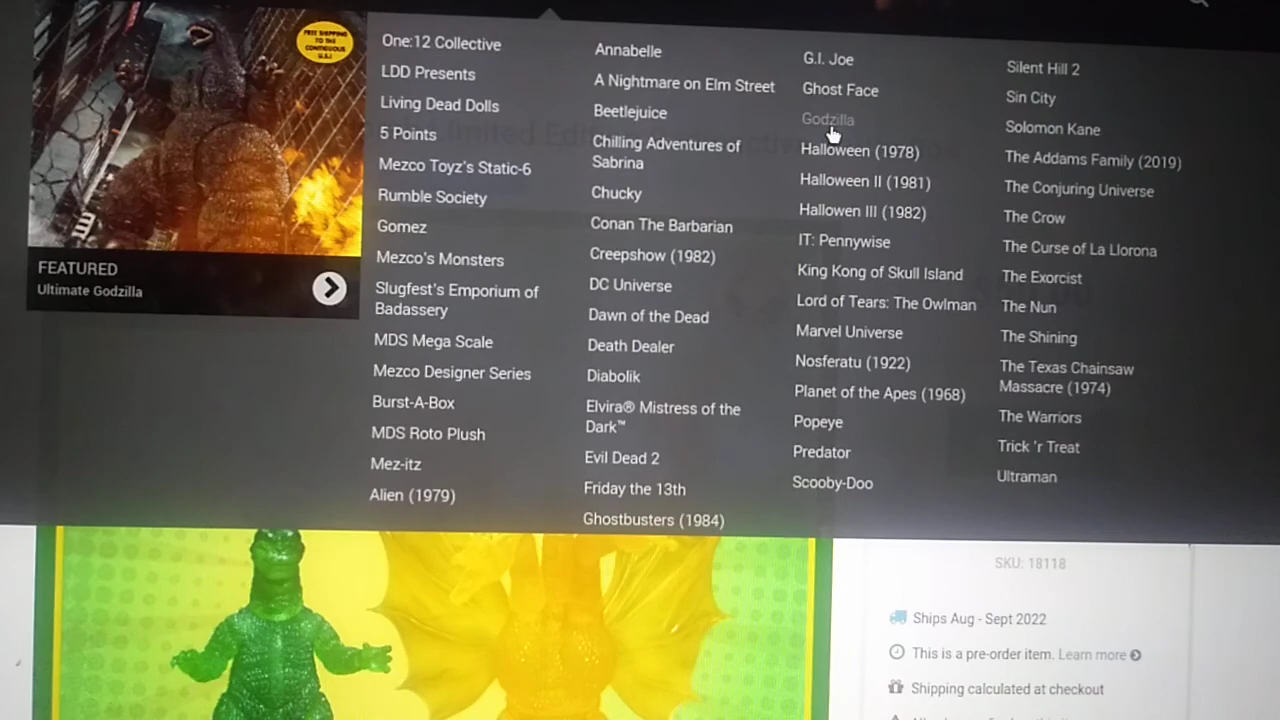 FREE SHIPPING
TO THE
CONTIGUOUS
U.S.!
FEATURED
Ultimate Godzilla
One:12 Collective
LDD Presents
Living Dead Dolls
5 Points
Mezco Toyz's Static-6
Rumble Society
Gomez
Mezco's Monsters
Slugfest's Emporium of
Badassery
MDS Mega Scale
Mezco Designer Series
Burst-A-Box
MDS Roto Plush
Mez-itz
Alien (1979)
Annabelle
A Nightmare on Elm Street
Beetlejuice
Chilling Adventures of
Sabrina
Chucky
Conan The Barbarian
Creepshow (1982)
DC Universe
Dawn of the Dead
Death Dealer
Diabolik
Elvira® Mistress of the
Dark™
Evil Dead 2
Friday the 13th
Ghostbusters (1984)
G.I. Joe
Ghost Face
Godzilla
Halloween (1978)
Halloween II (1981)
Hallowen III (1982)
IT: Pennywise
King Kong of Skull Island
Lord of Tears: The Owlman
Marvel Universe
Nosferatu (1922)
Planet of the Apes (1968)
Popeye
Predator
Scooby-Doo
Silent Hill 2
Sin City
Solomon Kane
The Addams Family (2019)
The Conjuring Universe
The Crow
The Curse of La Llorona
The Exorcist
The Nun
The Shining
The Texas Chainsaw
Massacre (1974)
The Warriors
Trick 'r Treat
Ultraman
SKU: 18118
Ships Aug - Sept 2022
This is a pre-order item. Learn more
Shipping calculated at checkout